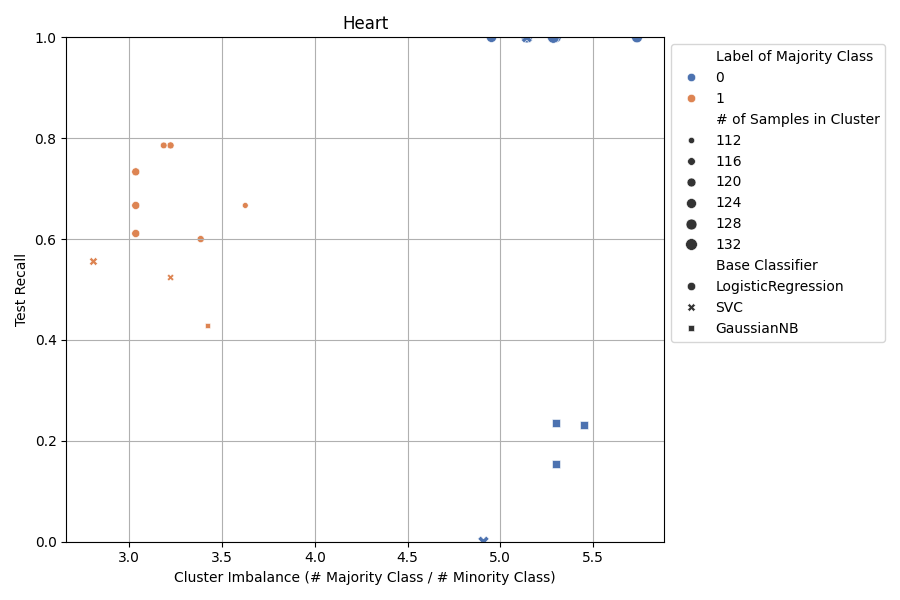 Heart
Test Recall
1.0
0.8
0.6
0.4
0.2
0.0
3.0
3.5
4.0
4.5
5.0
5.5
Cluster Imbalance (# Majority Class / # Minority Class)
Label of Majority Class
0
1
# of Samples in Cluster
112
116
120
124
128
132
Base Classifier
LogisticRegression
SVC
GaussianNB